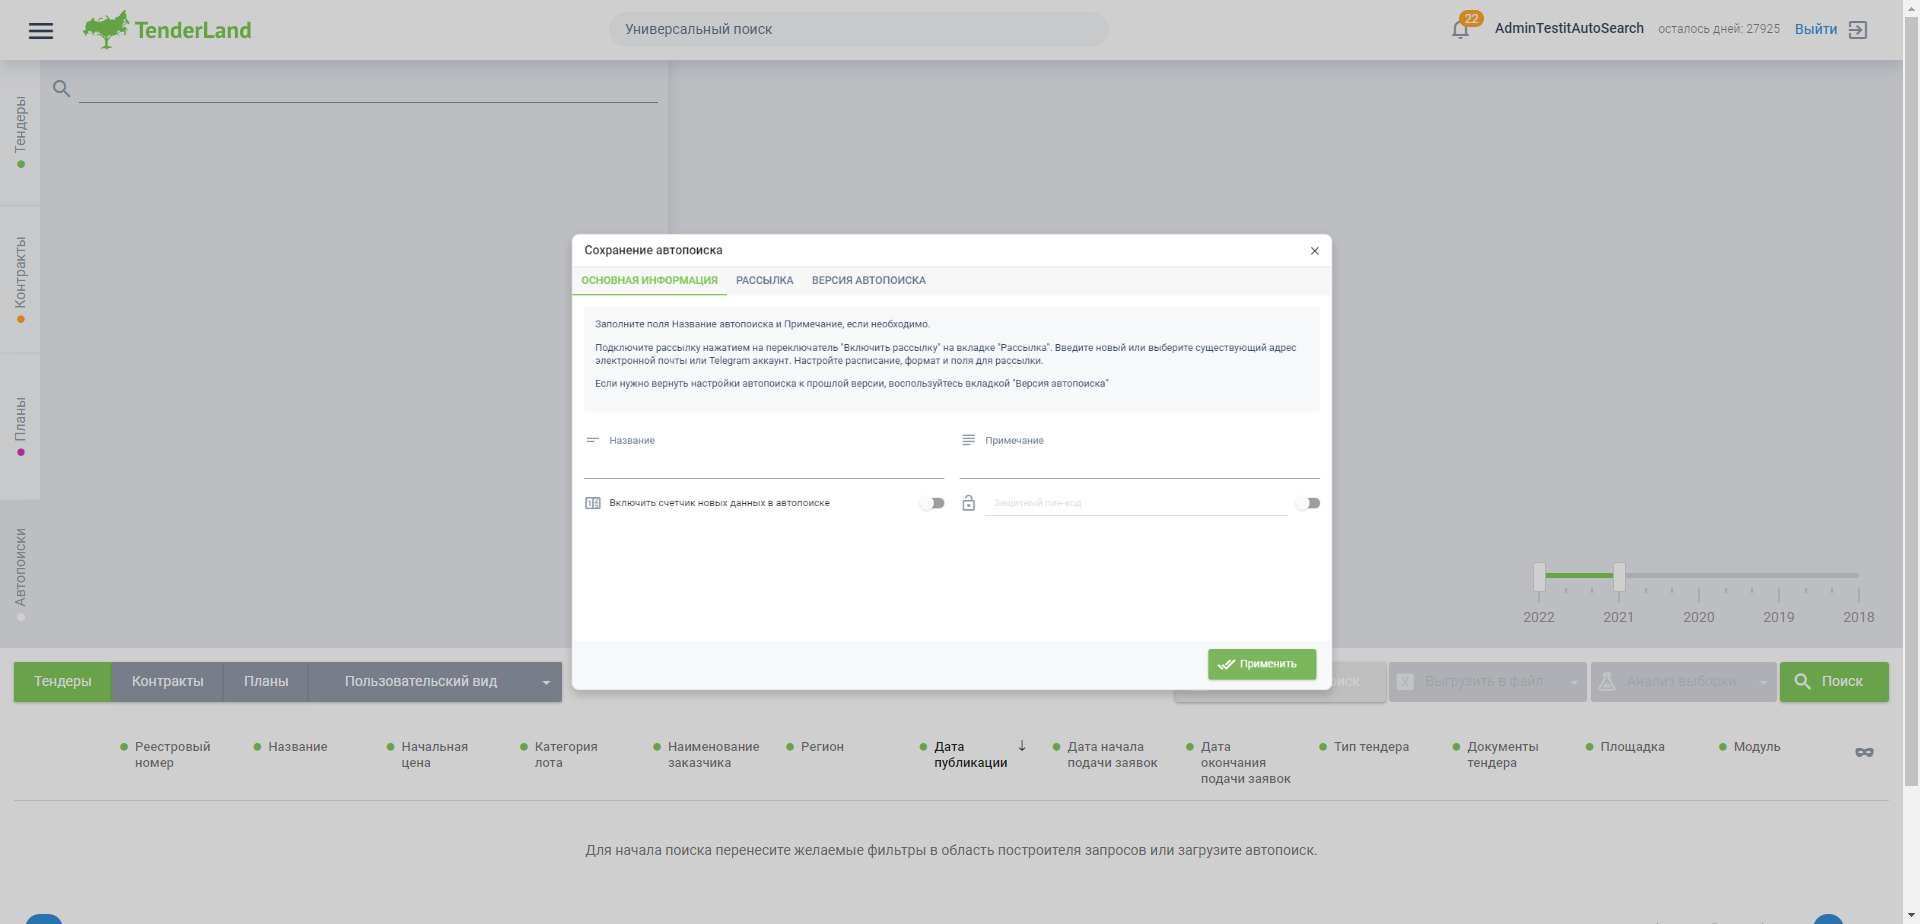 TenderLand
Универсальный поиск
22
AdminTestitAutoSearch
осталось дней: 27925
Выйти
Тендеры
Контракты
Планы
Автопоиски
Сохранение автопоиска
ОСНОВНАЯ ИНФОРМАЦИЯ
РАССЫЛКА
ВЕРСИЯ АВТОПОИСКА
Заполните поля Название автопоиска и Примечание, если необходимо.
Подключите рассылку нажатием на переключатель "Включить рассылку" на вкладке "Рассылка". Введите новый или выберите существующий адрес
электронной почты или Telegram аккаунт. Настройте расписание, формат и поля для рассылки.
Если нужно вернуть настройки автопоиска к прошлой версии, воспользуйтесь вкладкой "Версия автопоиска"
Название
Примечание
Включить счетчик новых данных в автопоиске
Защитный пин-код
Применить
2022
2021
2020
2019
2018
Тендеры
Контракты
Планы
Пользовательский вид
Выгрузить в файл
Анализ выборки
Поиск
Реестровый
номер
Название
Начальная
цена
Категория
лота
Наименование
заказчика
Регион
Дата
публикации
Дата начала
подачи заявок
Дата
окончания
подачи заявок
Тип тендера
Документы
тендера
Площадка
Модуль
Для начала поиска перенесите желаемые фильтры в область построителя запросов или загрузите автопоиск.